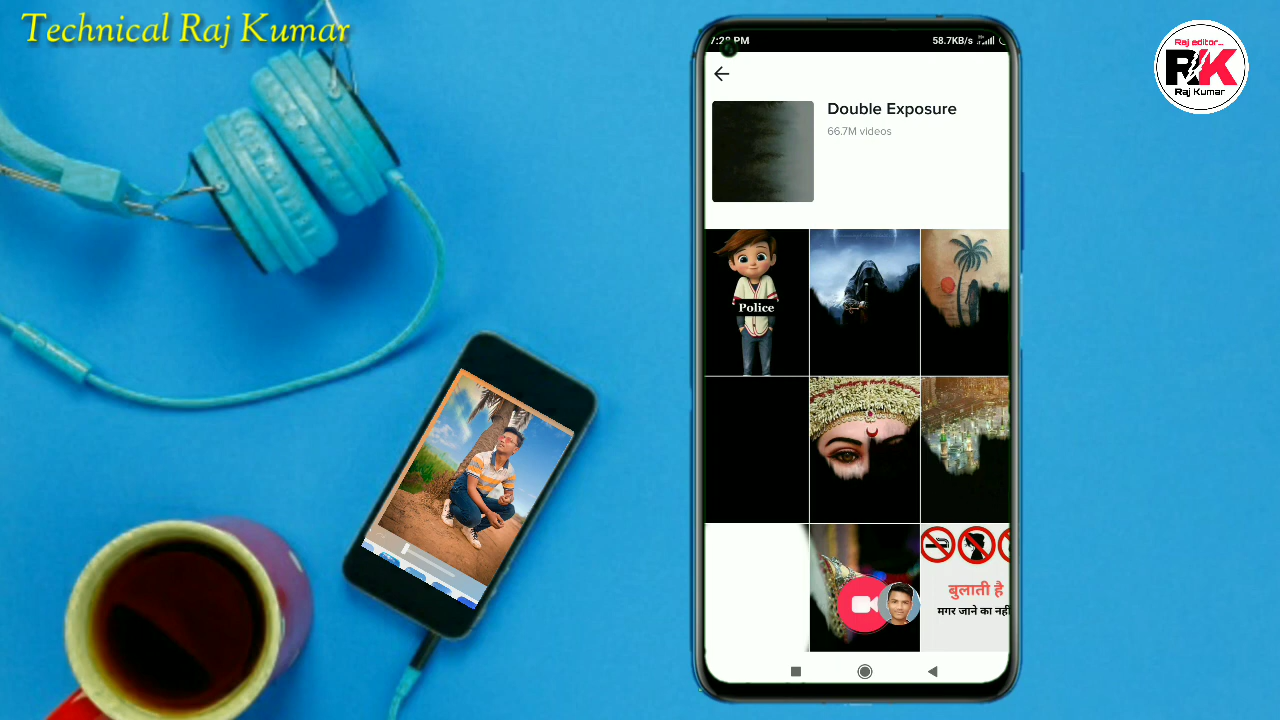 Technical Raj Kumar
Raj editor...
RK
Raj Kumar
7:29 PM
58.7KB/s
Double Exposure
66.7M videos
Police
बुलाती है
मगर जाने का नहीं